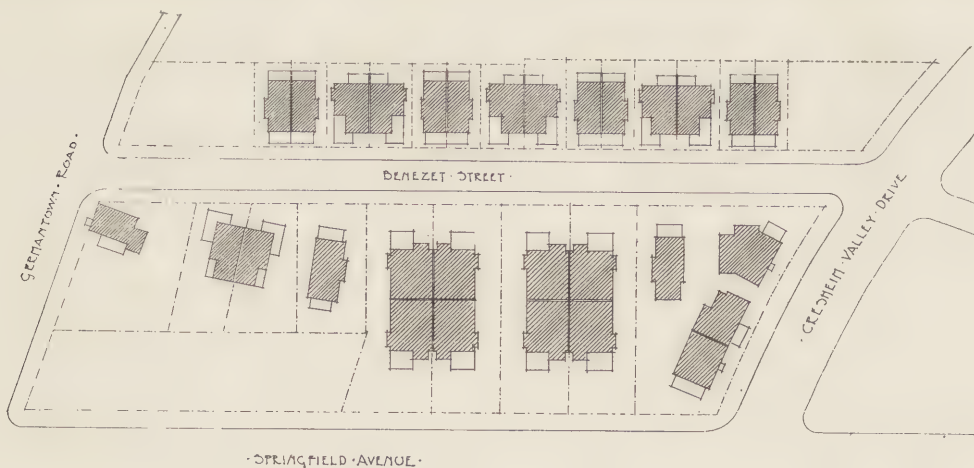 GERMANTOWN · ROAD ·
BENEZET · STREET ·
· CRESHEIM · VALLEY · DRIVE
· SPRINGFIELD · AVENUE ·